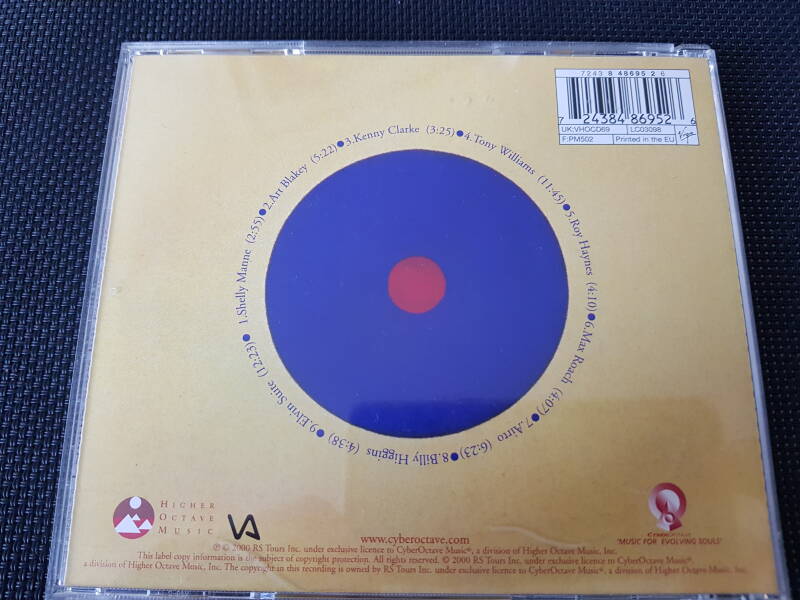 7243 8 48695 2 6
7 24384 86952 6
UK:VHOCD69 LC03098
F:PM502 Printed in the EU
Virgin
1.Shelly Manne (2:55)
2.Art Blakey (5:22)
3.Kenny Clarke (3:25)
4.Tony Williams (11:45)
5.Roy Haynes (4:10)
6.Max Roach (4:07)
7.Airto (6:23)
8.Billy Higgins (4:38)
9.Elvin Suite (12:23)
HIGHER
OCTAVE
MUSIC
VA
CYBEROCTAVE
"MUSIC FOR EVOLVING SOULS"
www.cyberoctave.com
℗ © 2000 RS Tours Inc. under exclusive licence to CyberOctave Music®, a division of Higher Octave Music, Inc.
This label copy information is the subject of copyright protection. All rights reserved. © 2000 RS Tours Inc. under exclusive licence to CyberOctave Music®,
a division of Higher Octave Music, Inc. The copyright in this recording is owned by RS Tours Inc. under exclusive licence to CyberOctave Music®, a division of Higher Octave Music, Inc.